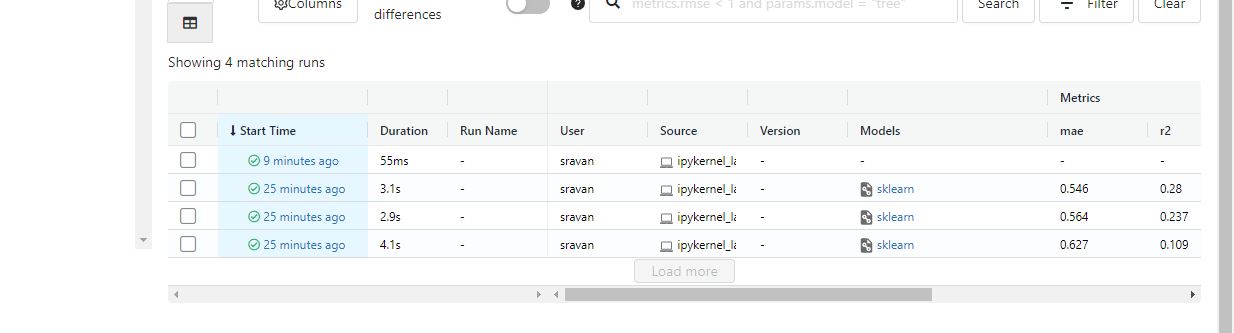 Columns
differences
metrics.rmse < 1 and params.model = "tree"
Search
Filter
Clear
Showing 4 matching runs
Metrics
↓ Start Time Duration Run Name User Source Version Models mae r2
9 minutes ago 55ms - sravan ipykernel_la - - - -
25 minutes ago 3.1s - sravan ipykernel_la - sklearn 0.546 0.28
25 minutes ago 2.9s - sravan ipykernel_la - sklearn 0.564 0.237
25 minutes ago 4.1s - sravan ipykernel_la - sklearn 0.627 0.109
Load more